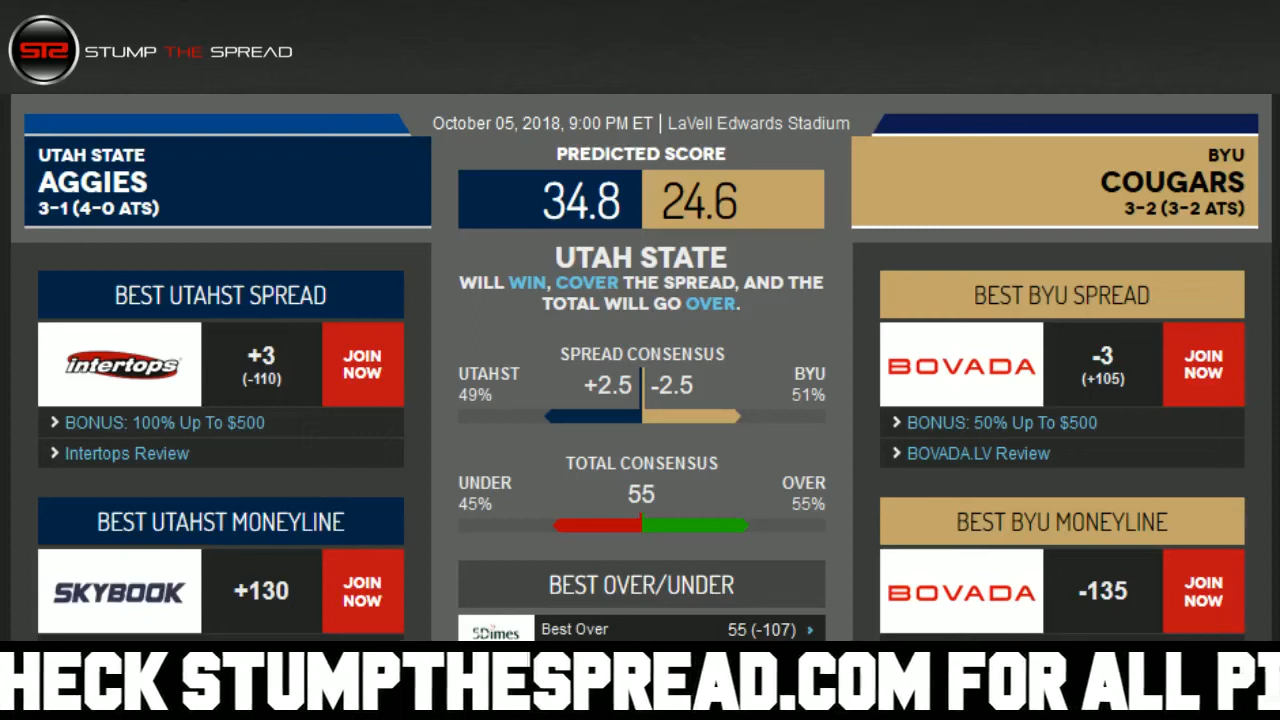 STS STUMP THE SPREAD
October 05, 2018, 9:00 PM ET | LaVell Edwards Stadium
UTAH STATE
AGGIES
3-1 (4-0 ATS)
PREDICTED SCORE
34.8 24.6
BYU
COUGARS
3-2 (3-2 ATS)
UTAH STATE
WILL WIN, COVER THE SPREAD, AND THE
TOTAL WILL GO OVER.
BEST UTAHST SPREAD
intertops
+3
(-110)
JOIN
NOW
BONUS: 100% Up To $500
Intertops Review
SPREAD CONSENSUS
UTAHST
49%
+2.5 -2.5
BYU
51%
TOTAL CONSENSUS
UNDER
45%
55
OVER
55%
BEST BYU SPREAD
BOVADA
-3
(+105)
JOIN
NOW
BONUS: 50% Up To $500
BOVADA.LV Review
BEST UTAHST MONEYLINE
SKYBOOK
+130
JOIN
NOW
BEST OVER/UNDER
5Dimes
Best Over 55 (-107)
BEST BYU MONEYLINE
BOVADA
-135
JOIN
NOW
HECK STUMPTHESPREAD.COM FOR ALL PI